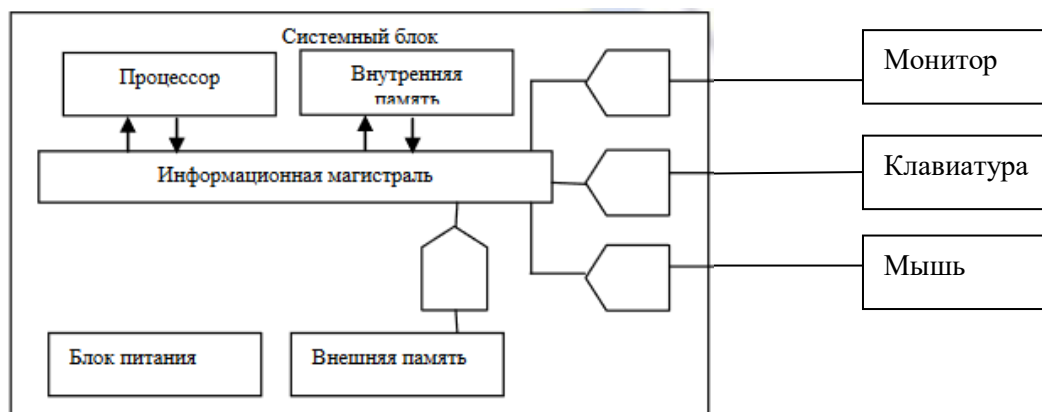 Системный блок
Процессор
Внутренняя
память
Монитор
Информационная магистраль
Клавиатура
Мышь
Блок питания
Внешняя память